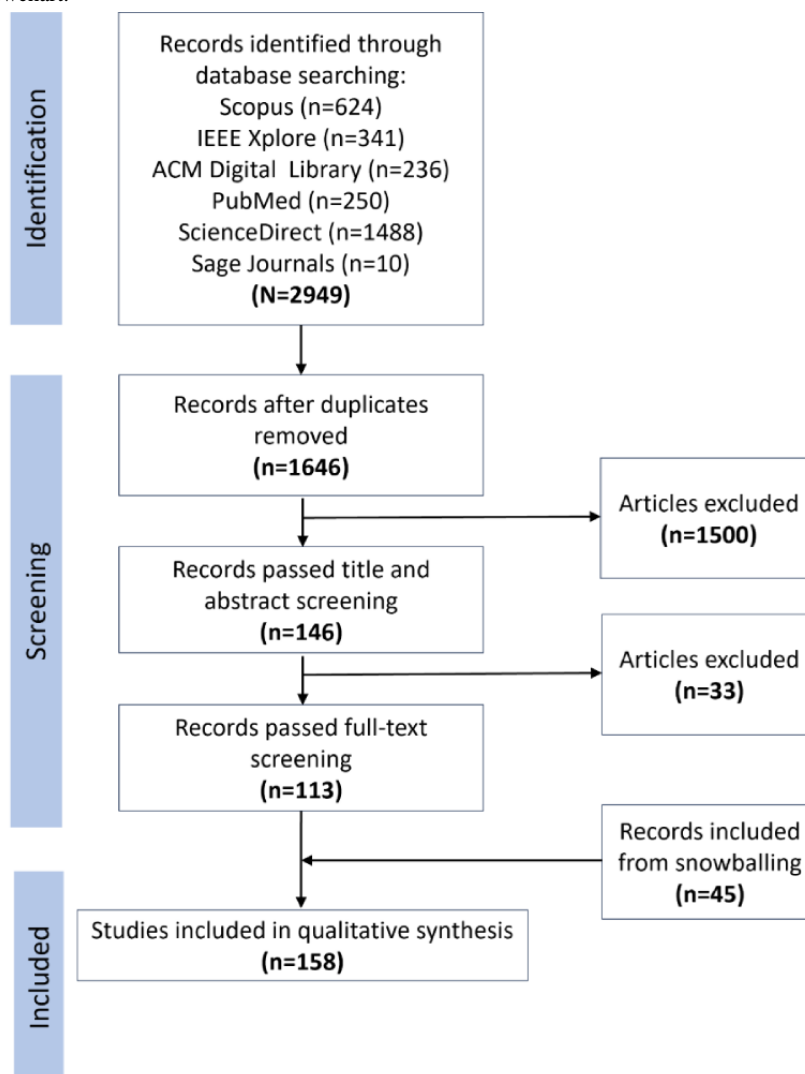 Identification
Records identified through
database searching:
Scopus (n=624)
IEEE Xplore (n=341)
ACM Digital Library (n=236)
PubMed (n=250)
ScienceDirect (n=1488)
Sage Journals (n=10)
(N=2949)
Screening
Records after duplicates
removed
(n=1646)
Articles excluded
(n=1500)
Records passed title and
abstract screening
(n=146)
Articles excluded
(n=33)
Records passed full-text
screening
(n=113)
Records included
from snowballing
(n=45)
Included
Studies included in qualitative synthesis
(n=158)